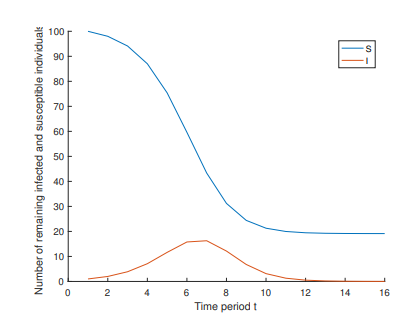 Number of remaining infected and susceptible individuals
100
90
80
70
60
50
40
30
20
10
0
S
I
0 2 4 6 8 10 12 14 16
Time period t